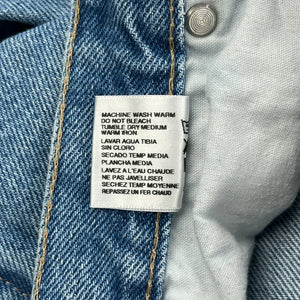 MACHINE WASH WARM
DO NOT BLEACH
TUMBLE DRY MEDIUM
WARM IRON
LAVAR AGUA TIBIA
SIN CLORO
SECADO TEMP MEDIA
PLANCHA MEDIA
LAVEZ A L'EAU CHAUDE
NE PAS JAVELLISER
SECHEZ TEMP MOYENNE
REPASSEZ UN FER CHAUD